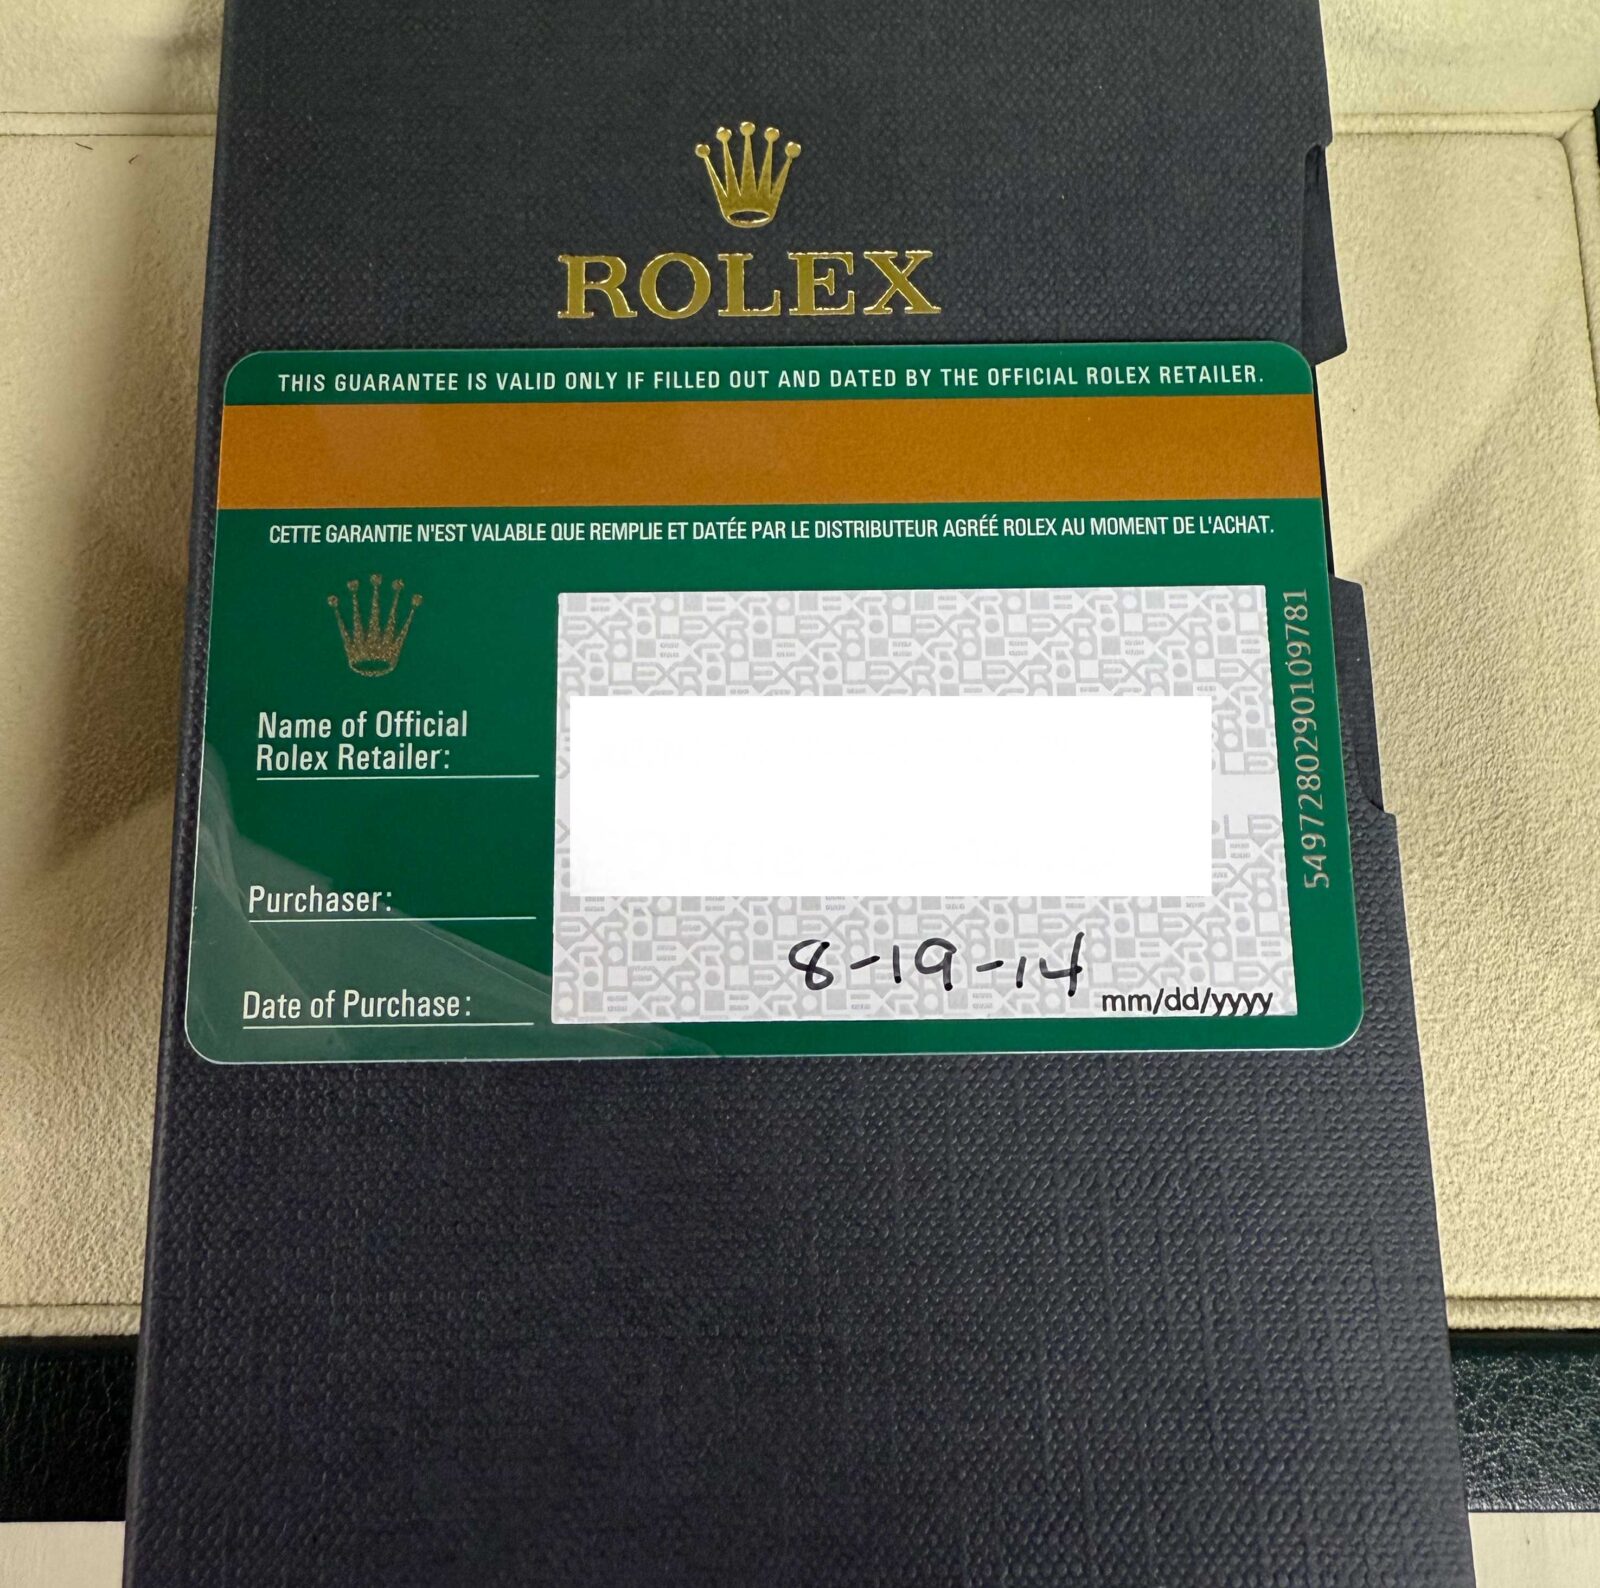 ROLEX
THIS GUARANTEE IS VALID ONLY IF FILLED OUT AND DATED BY THE OFFICIAL ROLEX RETAILER.
CETTE GARANTIE N'EST VALABLE QUE REMPLIE ET DATÉE PAR LE DISTRIBUTEUR AGRÉÉ ROLEX AU MOMENT DE L'ACHAT.
Name of Official
Rolex Retailer:
Purchaser:
Date of Purchase:
8-19-14
mm/dd/yyyy
54977280290109781